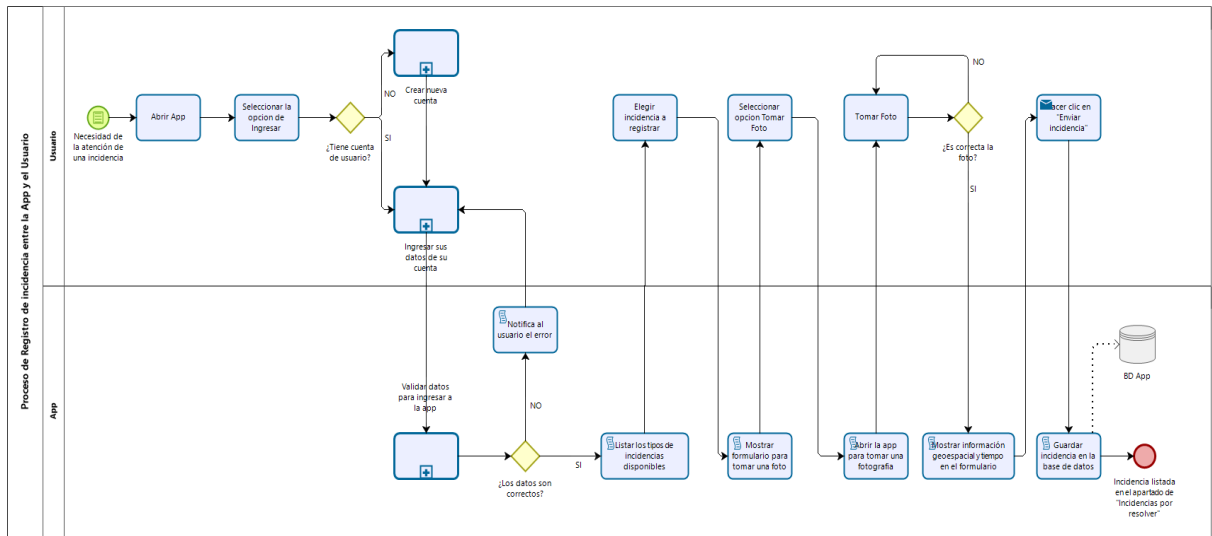 Proceso de Registro de incidencia entre la App y el Usuario
Usuario
Necesidad de
la atención de
una incidencia
Abrir App
Seleccionar la
opcion de
Ingresar
¿Tiene cuenta
de usuario?
NO
SI
Crear nueva
cuenta
Ingresar sus
datos de su
cuenta
Elegir
incidencia a
registrar
Seleccionar
opcion Tomar
Foto
Tomar Foto
NO
¿Es correcta la
foto?
SI
acer clic en
"Enviar
incidencia"
App
Notifica al
usuario el error
Validar datos
para ingresar a
la app
NO
¿Los datos son
correctos?
SI
Listar los tipos de
incidencias
disponibles
Mostrar
formulario para
tomar una foto
Abrir la app
para tomar una
fotografia
Mostrar información
geoespacial y tiempo
en el formulario
Guardar
incidencia en la
base de datos
BD App
Incidencia listada
en el apartado de
"Incidencias por
resolver"